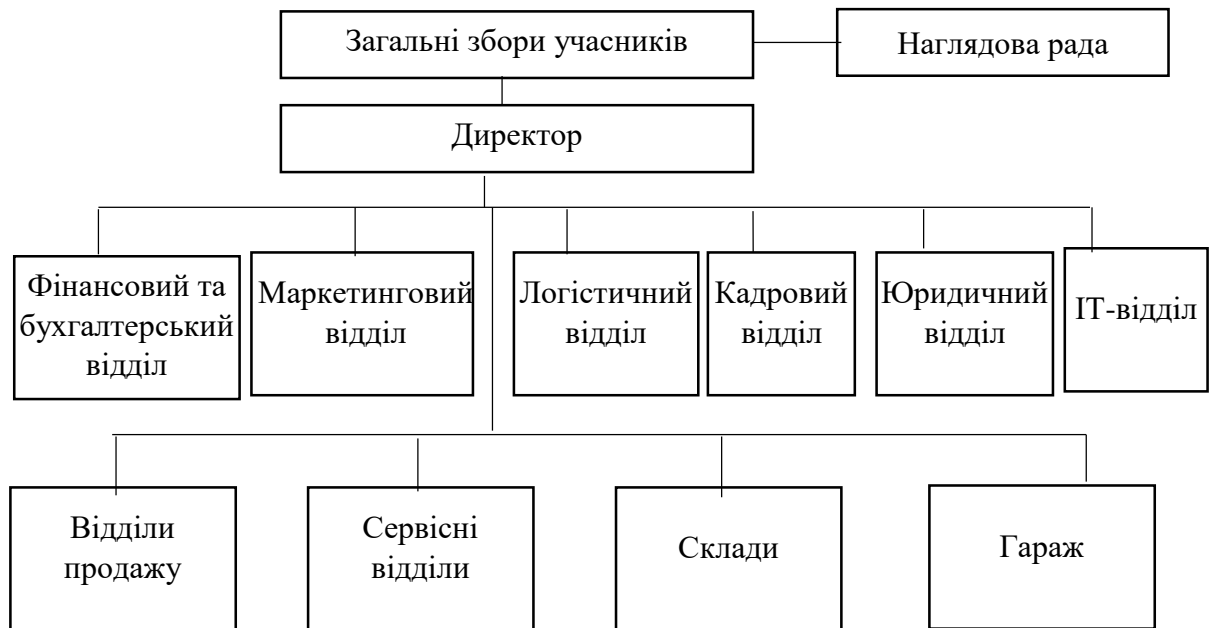 Загальні збори учасників
Наглядова рада
Директор
Фінансовий та
бухгалтерський
відділ
Маркетинговий
відділ
Логістичний
відділ
Кадровий
відділ
Юридичний
відділ
ІТ-відділ
Відділи
продажу
Сервісні
відділи
Склади
Гараж